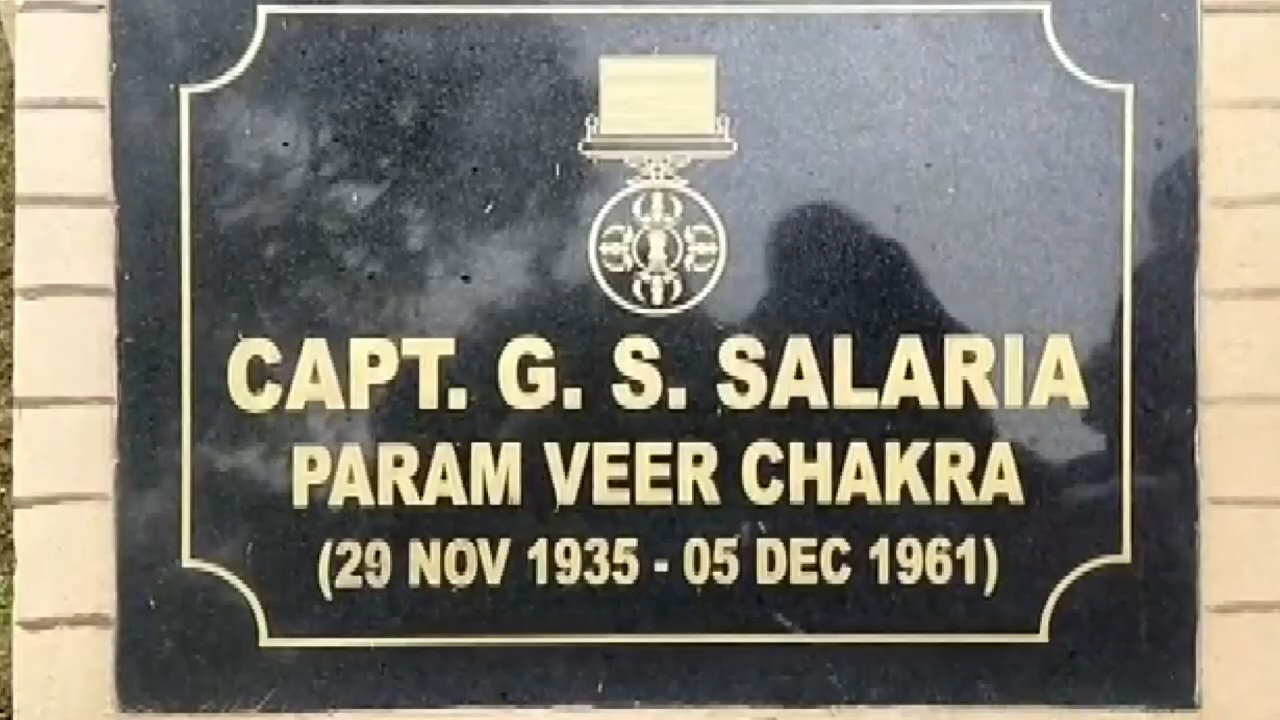 CAPT. G. S. SALARIA
PARAM VEER CHAKRA
(29 NOV 1935 - 05 DEC 1961)